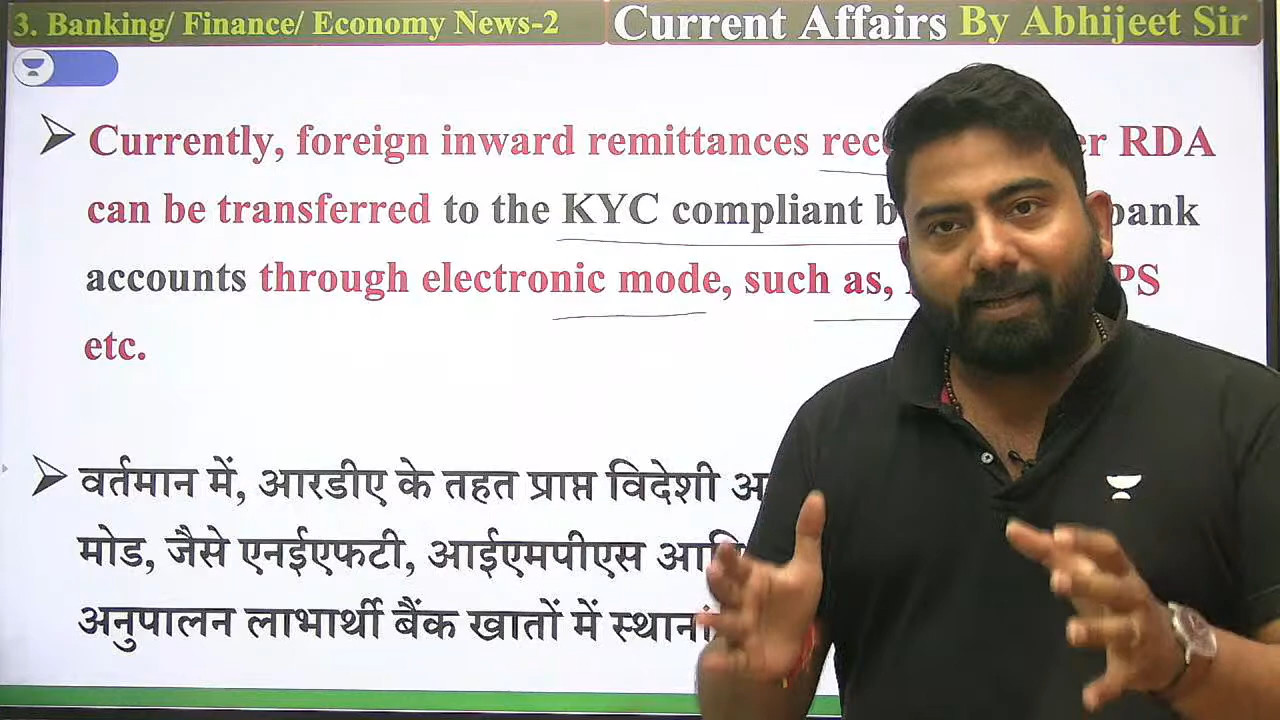 3. Banking/ Finance/ Economy News-2
Current Affairs By Abhijeet Sir
Currently, foreign inward remittances RDA
can be transferred to the KYC compliant bank
accounts through electronic mode, such as,
etc.
वर्तमान में, आरडीए के तहत प्राप्त विदेशी
मोड, जैसे एनईएफटी, आईएमपीएस
अनुपालन लाभार्थी बैंक खातों में